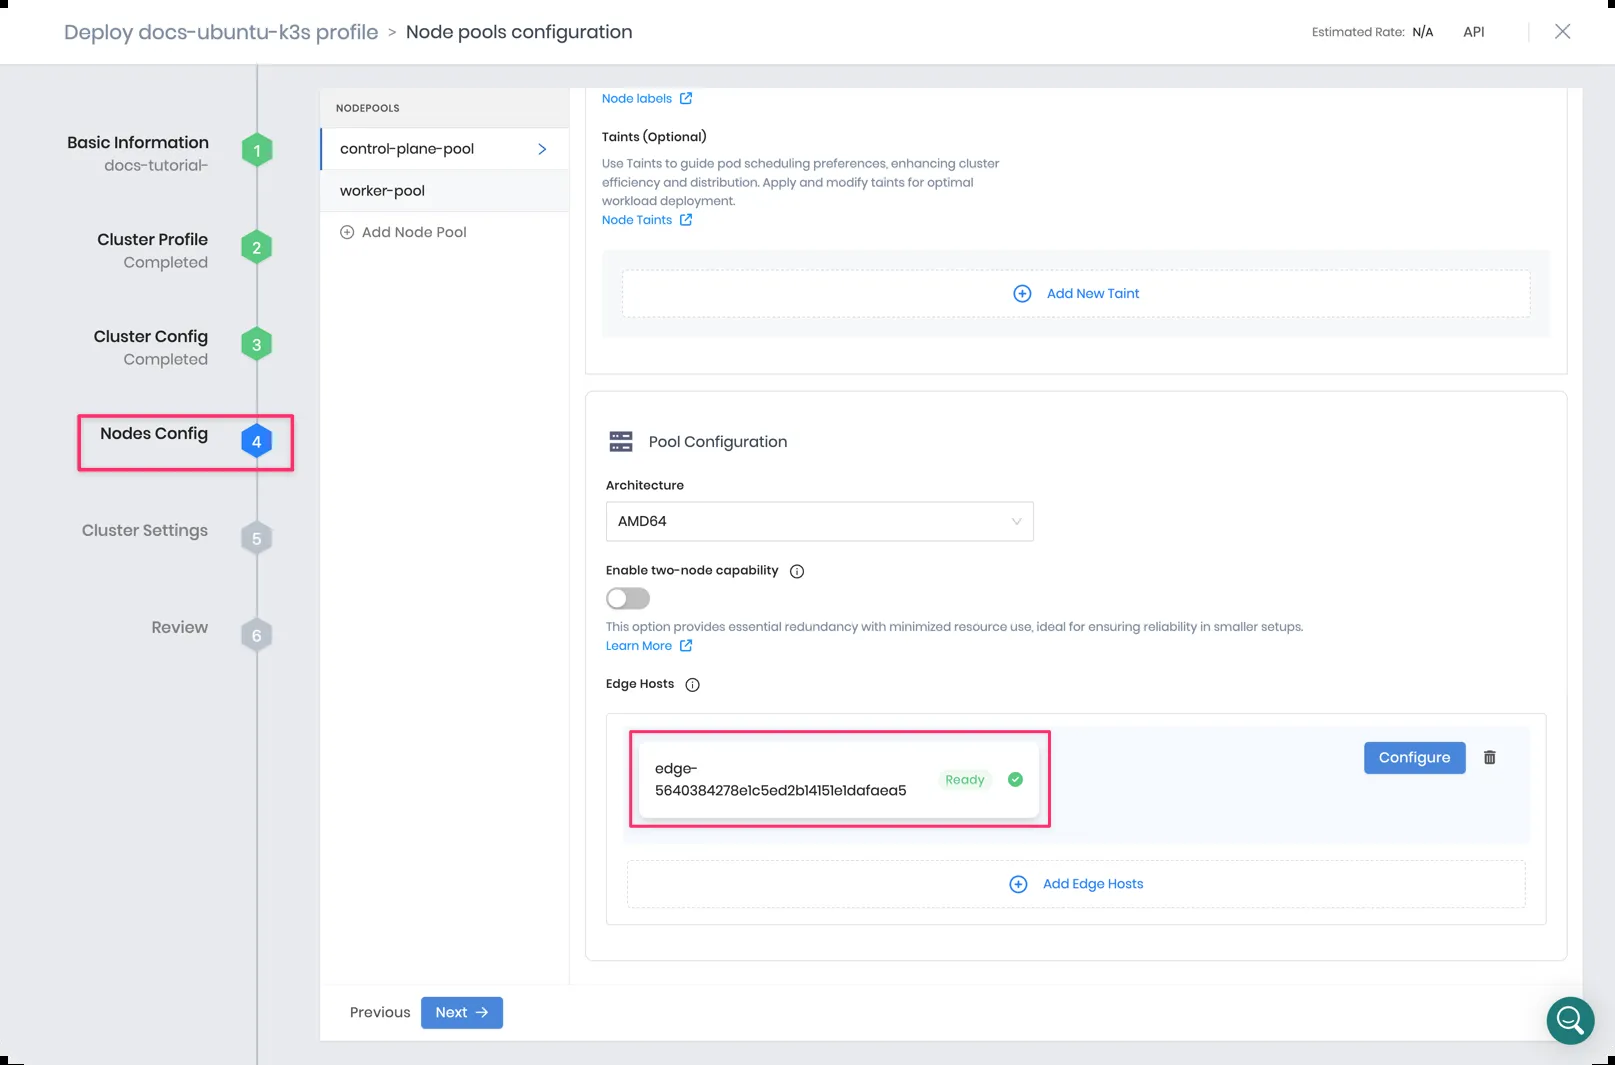 Deploy docs-ubuntu-k3s profile > Node pools configuration
Estimated Rate: N/A
API
Basic Information
docs-tutorial-
1
Cluster Profile
Completed
2
Cluster Config
Completed
3
Nodes Config
4
Cluster Settings
5
Review
6
NODEPOOLS
control-plane-pool
worker-pool
Add Node Pool
Node labels
Taints (Optional)
Use Taints to guide pod scheduling preferences, enhancing cluster
efficiency and distribution. Apply and modify taints for optimal
workload deployment.
Node Taints
Add New Taint
Pool Configuration
Architecture
AMD64
Enable two-node capability
This option provides essential redundancy with minimized resource use, ideal for ensuring reliability in smaller setups.
Learn More
Edge Hosts
edge-
5640384278e1c5ed2b14151e1dafaea5
Ready
Configure
Add Edge Hosts
Previous
Next